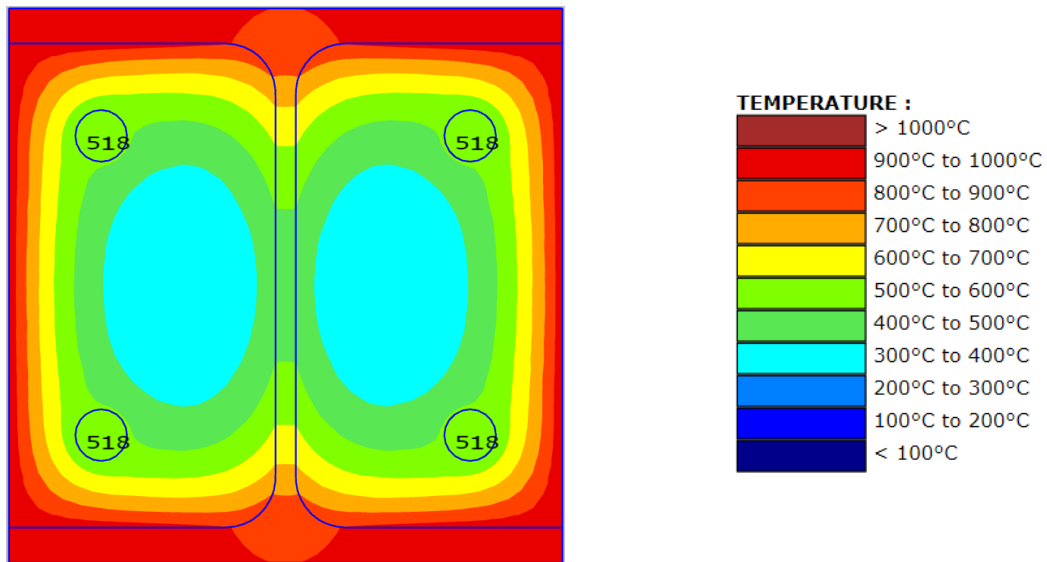 518 518
518 518
TEMPERATURE :
> 1000°C
900°C to 1000°C
800°C to 900°C
700°C to 800°C
600°C to 700°C
500°C to 600°C
400°C to 500°C
300°C to 400°C
200°C to 300°C
100°C to 200°C
< 100°C